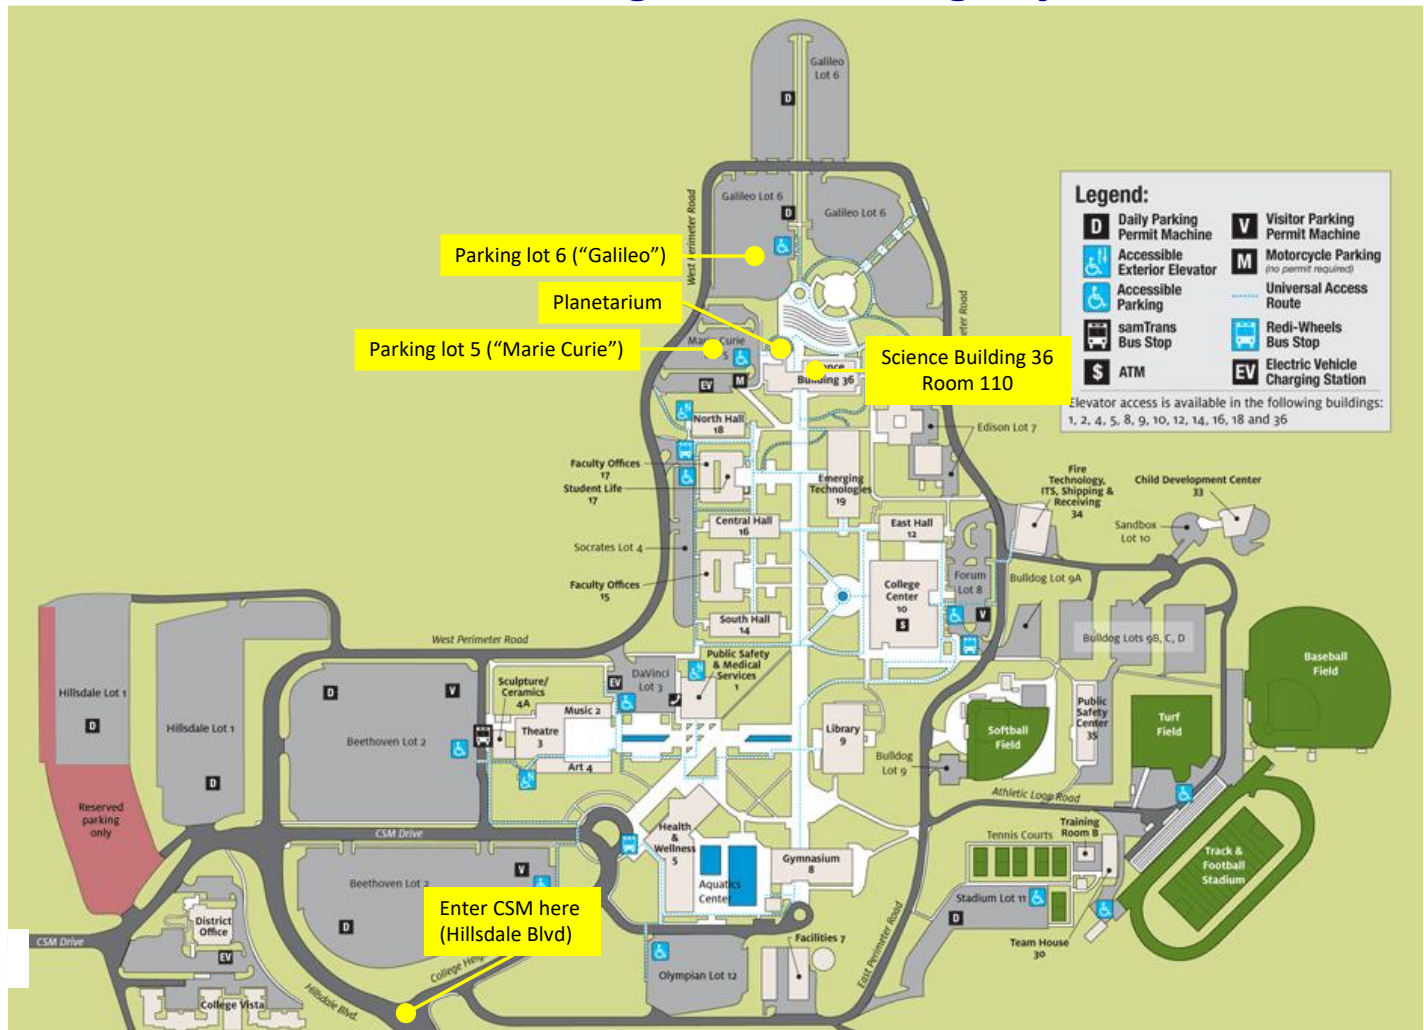 Galileo
Lot 6
D
Galileo Lot 6
D
Galileo Lot 6
West Perimeter Road
Parking lot 6 (“Galileo”)
Planetarium
Parking lot 5 (“Marie Curie”)
Marie Curie
5
EV
M
Science Building 36
Room 110
Building 36
Legend:
D Daily Parking
Permit Machine
V Visitor Parking
Permit Machine
Accessible
Exterior Elevator
M Motorcycle Parking
(no permit required)
Accessible
Parking
Universal Access
Route
samTrans
Bus Stop
Redi-Wheels
Bus Stop
$ ATM
EV Electric Vehicle
Charging Station
Elevator access is available in the following buildings:
1, 2, 4, 5, 8, 9, 10, 12, 14, 16, 18 and 36
North Hall
18
Edison Lot 7
Faculty Offices
17
Student Life
17
Emerging
Technologies
19
Fire
Technology,
ITS, Shipping &
Receiving
34
Child Development Center
33
Sandbox
Lot 10
Central Hall
16
East Hall
12
Socrates Lot 4
Faculty Offices
15
College
Center
10
$
Forum
Lot 8
V
Bulldog Lot 9A
South Hall
14
Bulldog Lots 9B, C, D
West Perimeter Road
Public Safety
& Medical
Services
1
DaVinci
Lot 3
EV
Sculpture/
Ceramics
4A
Music 2
Theatre
3
Art 4
Library
9
Baseball
Field
Hillsdale Lot 1
D
Hillsdale Lot 1
D
D
V
Beethoven Lot 2
Softball
Field
Public
Safety
Center
35
Turf
Field
Bulldog
Lot 9
Athletic Loop Road
Reserved
parking
only
CSM Drive
Health
&
Wellness
5
Aquatics
Center
Gymnasium
8
Tennis Courts
Training
Room B
Track &
Football
Stadium
Beethoven Lot 2
V
D
Stadium Lot 11
D
Team House
30
Enter CSM here
(Hillsdale Blvd)
District
Office
EV
CSM Drive
College Vista
Hillsdale Blvd.
College
Olympian Lot 12
Facilities 7
East Perimeter Road